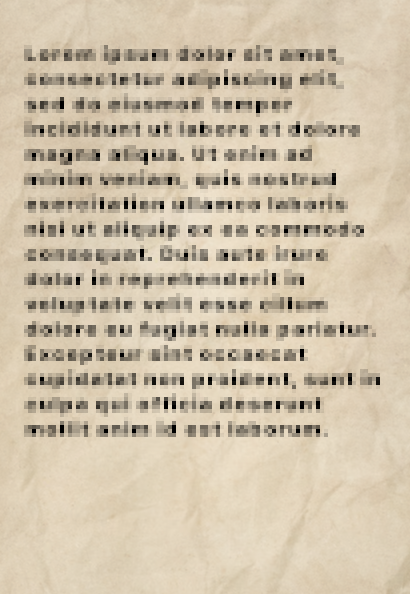 Lorem ipsum dolor sit amet,
consectetur adipiscing elit,
sed do eiusmod tempor
incididunt ut labore et dolore
magna aliqua. Ut enim ad
minim veniam, quis nostrud
exercitation ullamco laboris
nisi ut aliquip ex ea commodo
consequat. Duis aute irure
dolor in reprehenderit in
voluptate velit esse cillum
dolore eu fugiat nulla pariatur.
Excepteur sint occaecat
cupidatat non proident, sunt in
culpa qui officia deserunt
mollit anim id est laborum.